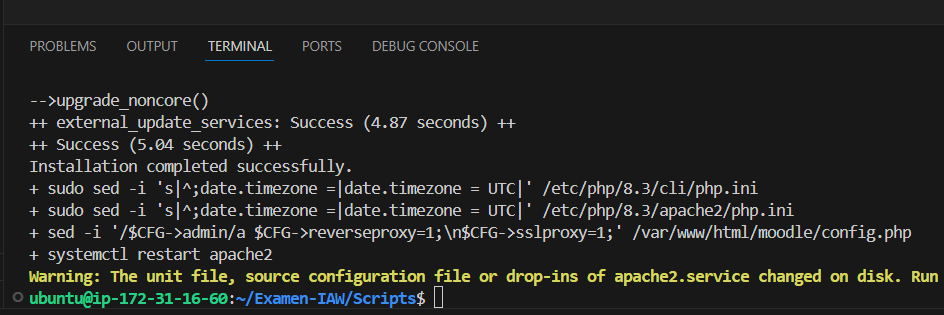 PROBLEMS OUTPUT TERMINAL PORTS DEBUG CONSOLE
-->upgrade_noncore()
++ external_update_services: Success (4.87 seconds) ++
++ Success (5.04 seconds) ++
Installation completed successfully.
+ sudo sed -i 's|^;date.timezone =|date.timezone = UTC|' /etc/php/8.3/cli/php.ini
+ sudo sed -i 's|^;date.timezone =|date.timezone = UTC|' /etc/php/8.3/apache2/php.ini
+ sed -i '/$CFG->admin/a $CFG->reverseproxy=1;\n$CFG->sslproxy=1;' /var/www/html/moodle/config.php
+ systemctl restart apache2
Warning: The unit file, source configuration file or drop-ins of apache2.service changed on disk. Run
ubuntu@ip-172-31-16-60:~/Examen-IAW/Scripts$